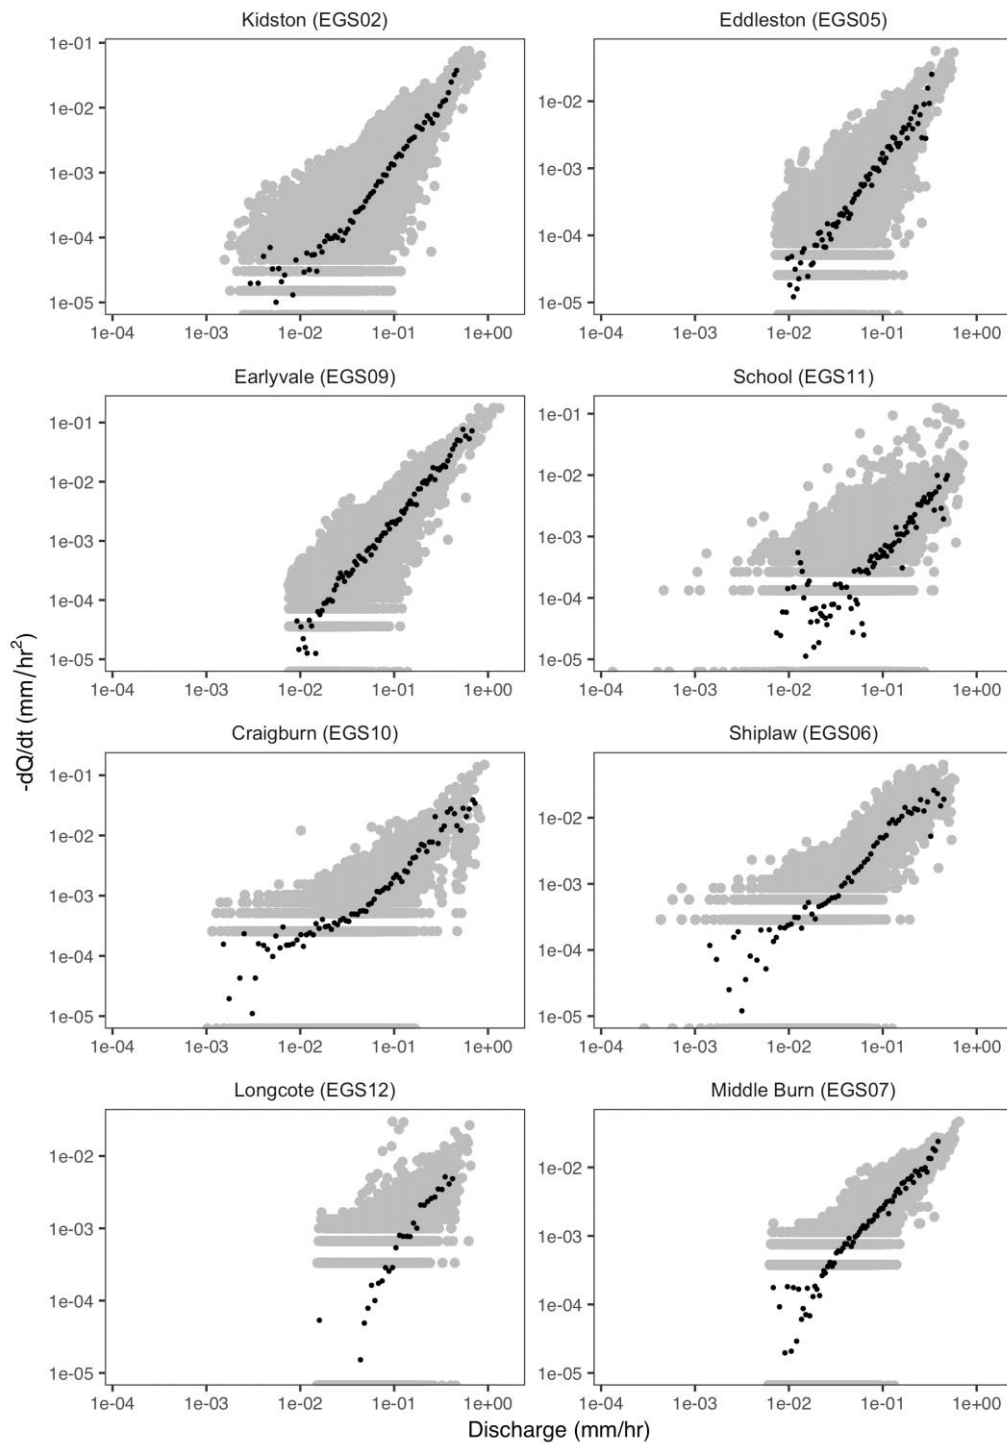 Kidston (EGS02)
Eddleston (EGS05)
1e-01
1e-02
1e-03
1e-04
1e-05
1e-04 1e-03 1e-02 1e-01 1e+00
1e-02
1e-03
1e-04
1e-05
1e-04 1e-03 1e-02 1e-01 1e+00
Earlyvale (EGS09)
School (EGS11)
1e-01
1e-02
1e-03
1e-04
1e-05
1e-04 1e-03 1e-02 1e-01 1e+00
1e-01
1e-02
1e-03
1e-04
1e-05
1e-04 1e-03 1e-02 1e-01 1e+00
-dQ/dt (mm/hr²)
Craigburn (EGS10)
Shiplaw (EGS06)
1e-01
1e-02
1e-03
1e-04
1e-05
1e-04 1e-03 1e-02 1e-01 1e+00
1e-02
1e-03
1e-04
1e-05
1e-04 1e-03 1e-02 1e-01 1e+00
Longcote (EGS12)
Middle Burn (EGS07)
1e-02
1e-03
1e-04
1e-05
1e-04 1e-03 1e-02 1e-01 1e+00
1e-02
1e-03
1e-04
1e-05
1e-04 1e-03 1e-02 1e-01 1e+00
Discharge (mm/hr)